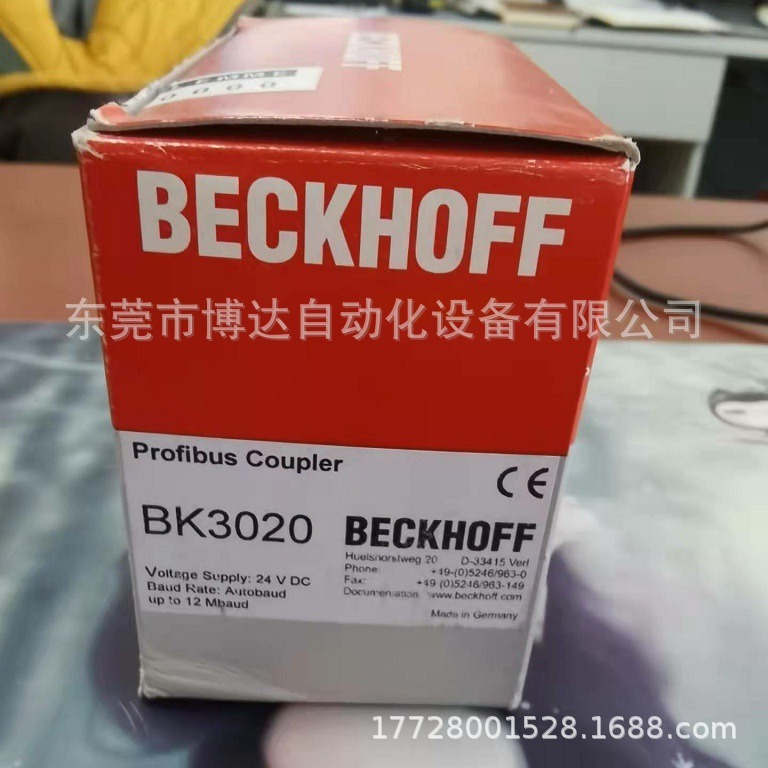 BECKHOFF
东莞市博达自动化设备有限公司
Profibus Coupler
CE
BK3020
BECKHOFF
Huelshorstweg 20 D-33415 Verl
Phone: +49-(0)5246/963-0
Fax: +49 (0)5246/963-149
Documentation www.beckhoff.com
Made in Germany
Voltage Supply: 24 V DC
Baud Rate: Autobaud
up to 12 Mbaud
17728001528.1688.com